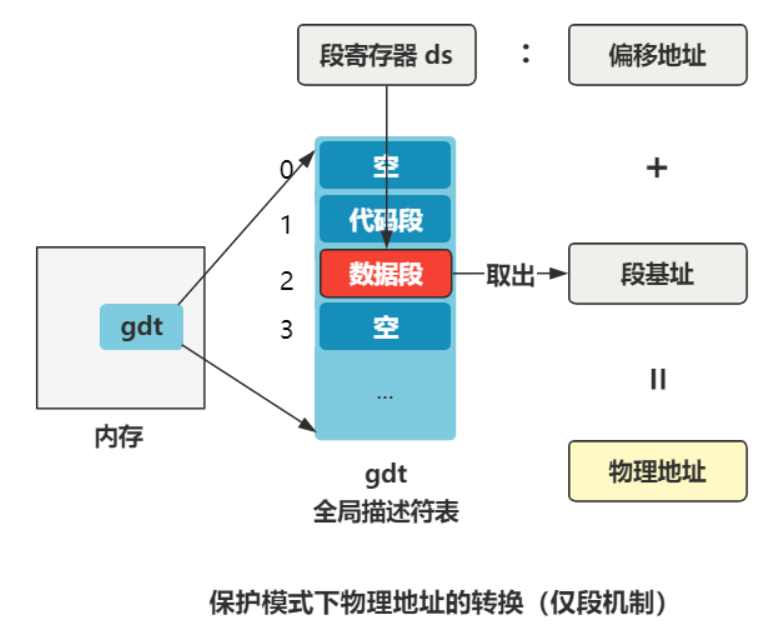 段寄存器 ds : 偏移地址
0 空 +
1 代码段
2 数据段 取出 段基址
gdt
3 空
=
...
内存
gdt 物理地址
全局描述符表
保护模式下物理地址的转换（仅段机制）